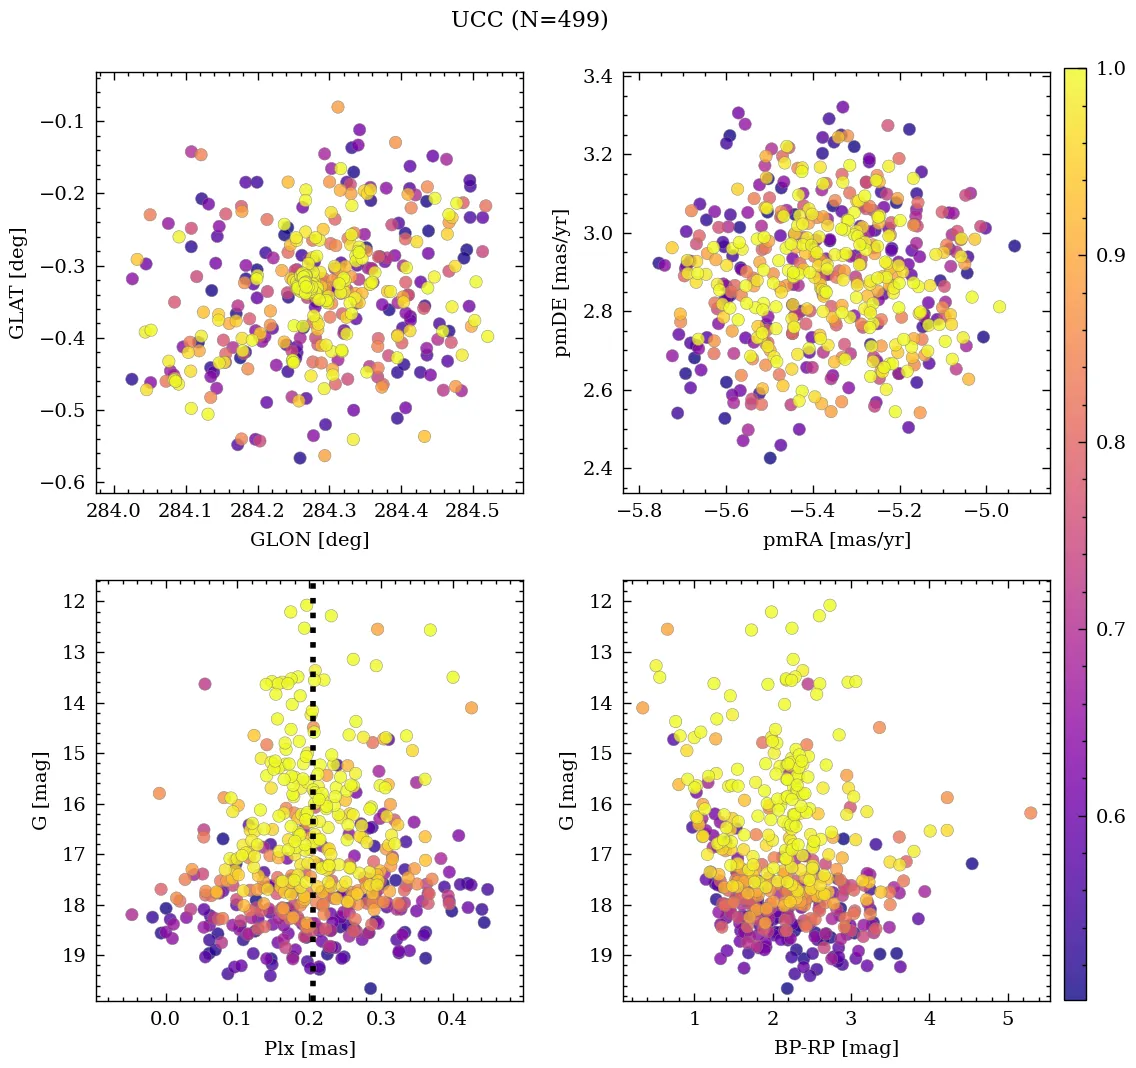 UCC (N=499)
−0.1
−0.2
−0.3
−0.4
−0.5
−0.6
GLAT [deg]
284.0 284.1 284.2 284.3 284.4 284.5
GLON [deg]
3.4
3.2
3.0
2.8
2.6
2.4
pmDE [mas/yr]
−5.8 −5.6 −5.4 −5.2 −5.0
pmRA [mas/yr]
12
13
14
15
16
17
18
19
G [mag]
0.0 0.1 0.2 0.3 0.4
Plx [mas]
12
13
14
15
16
17
18
19
G [mag]
1 2 3 4 5
BP-RP [mag]
1.0
0.9
0.8
0.7
0.6